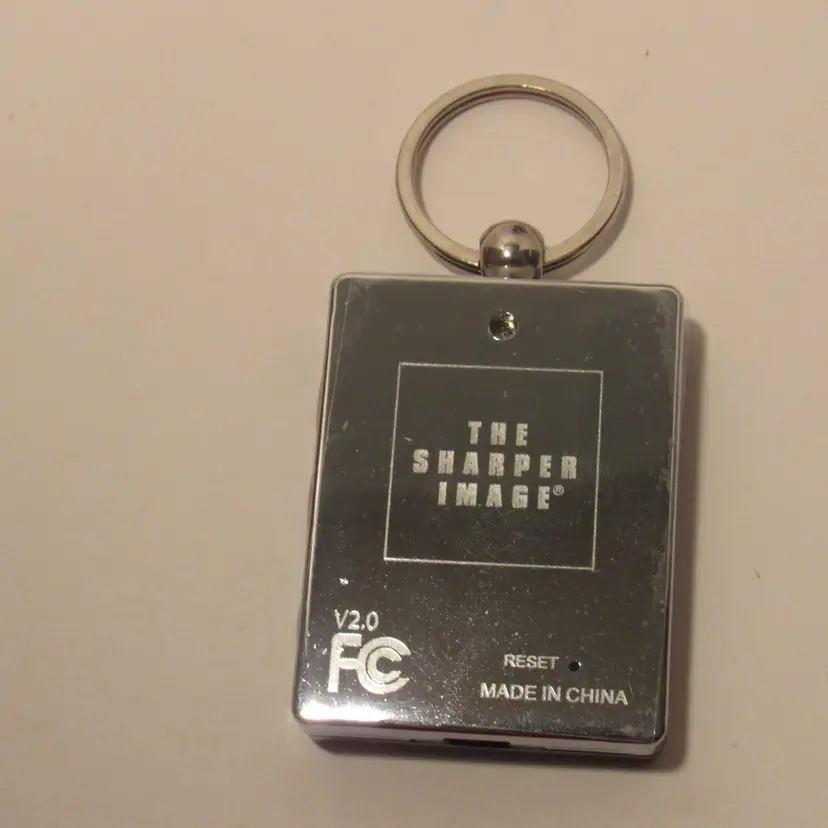 THE
SHARPER
IMAGE®
V2.0
FC
RESET
MADE IN CHINA